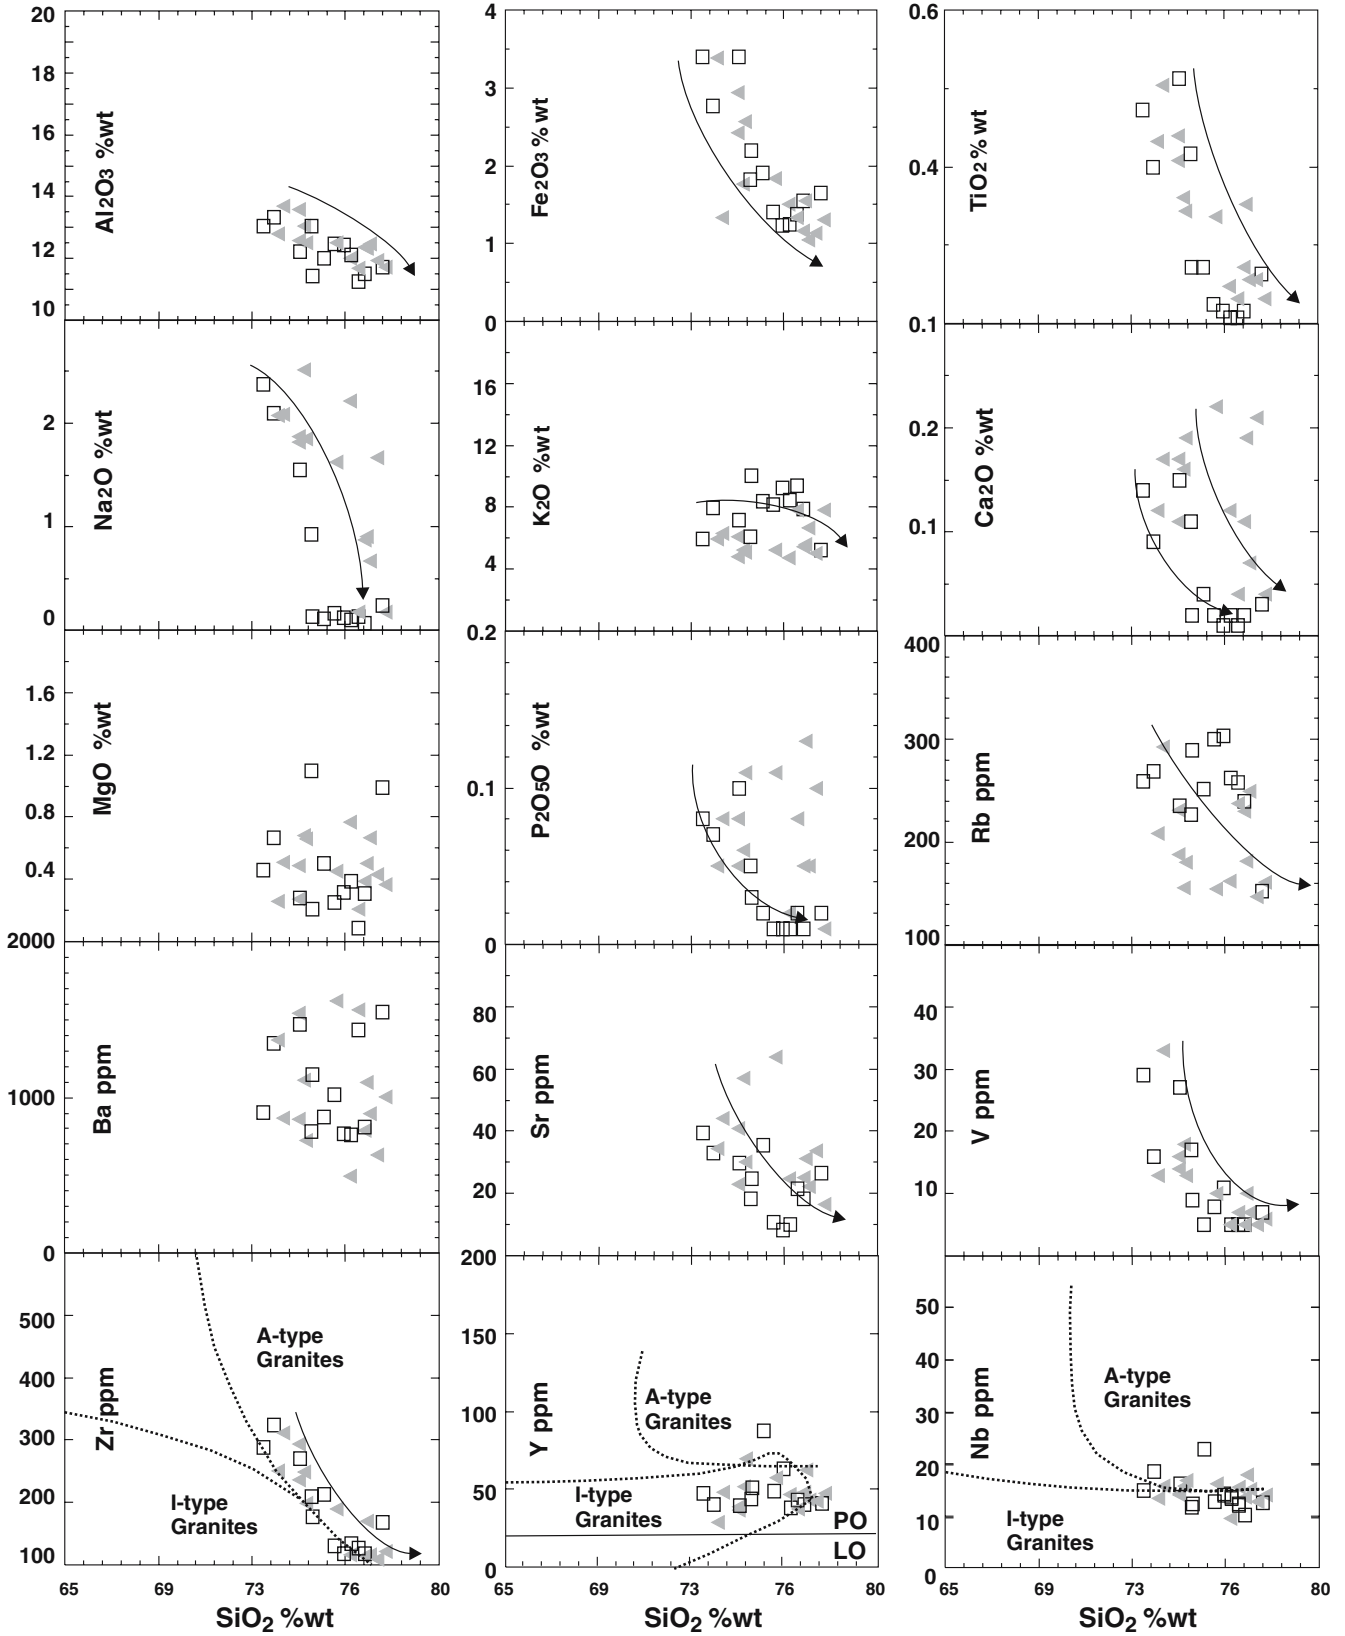 20
18
16
14
12
10
Al2O3 %wt
4
3
2
1
0
Fe2O3 % wt
0.6
0.4
0.1
TiO2 % wt
2
1
0
Na2O %wt
16
12
8
4
0.2
K2O %wt
0.2
0.1
Ca2O %wt
1.6
1.2
0.8
0.4
2000
MgO %wt
0.1
0
P2O5O %wt
400
300
200
100
Rb ppm
1000
0
Ba ppm
80
60
40
20
200
Sr ppm
40
30
20
10
V ppm
500
400
300
200
100
Zr ppm
A-type
Granites
I-type
Granites
65 69 73 76 80
SiO2 %wt
150
100
50
0
Y ppm
A-type
Granites
I-type
Granites
PO
LO
65 69 73 76 80
SiO2 %wt
50
40
30
20
10
0
Nb ppm
A-type
Granites
I-type
Granites
65 69 73 76 80
SiO2 %wt